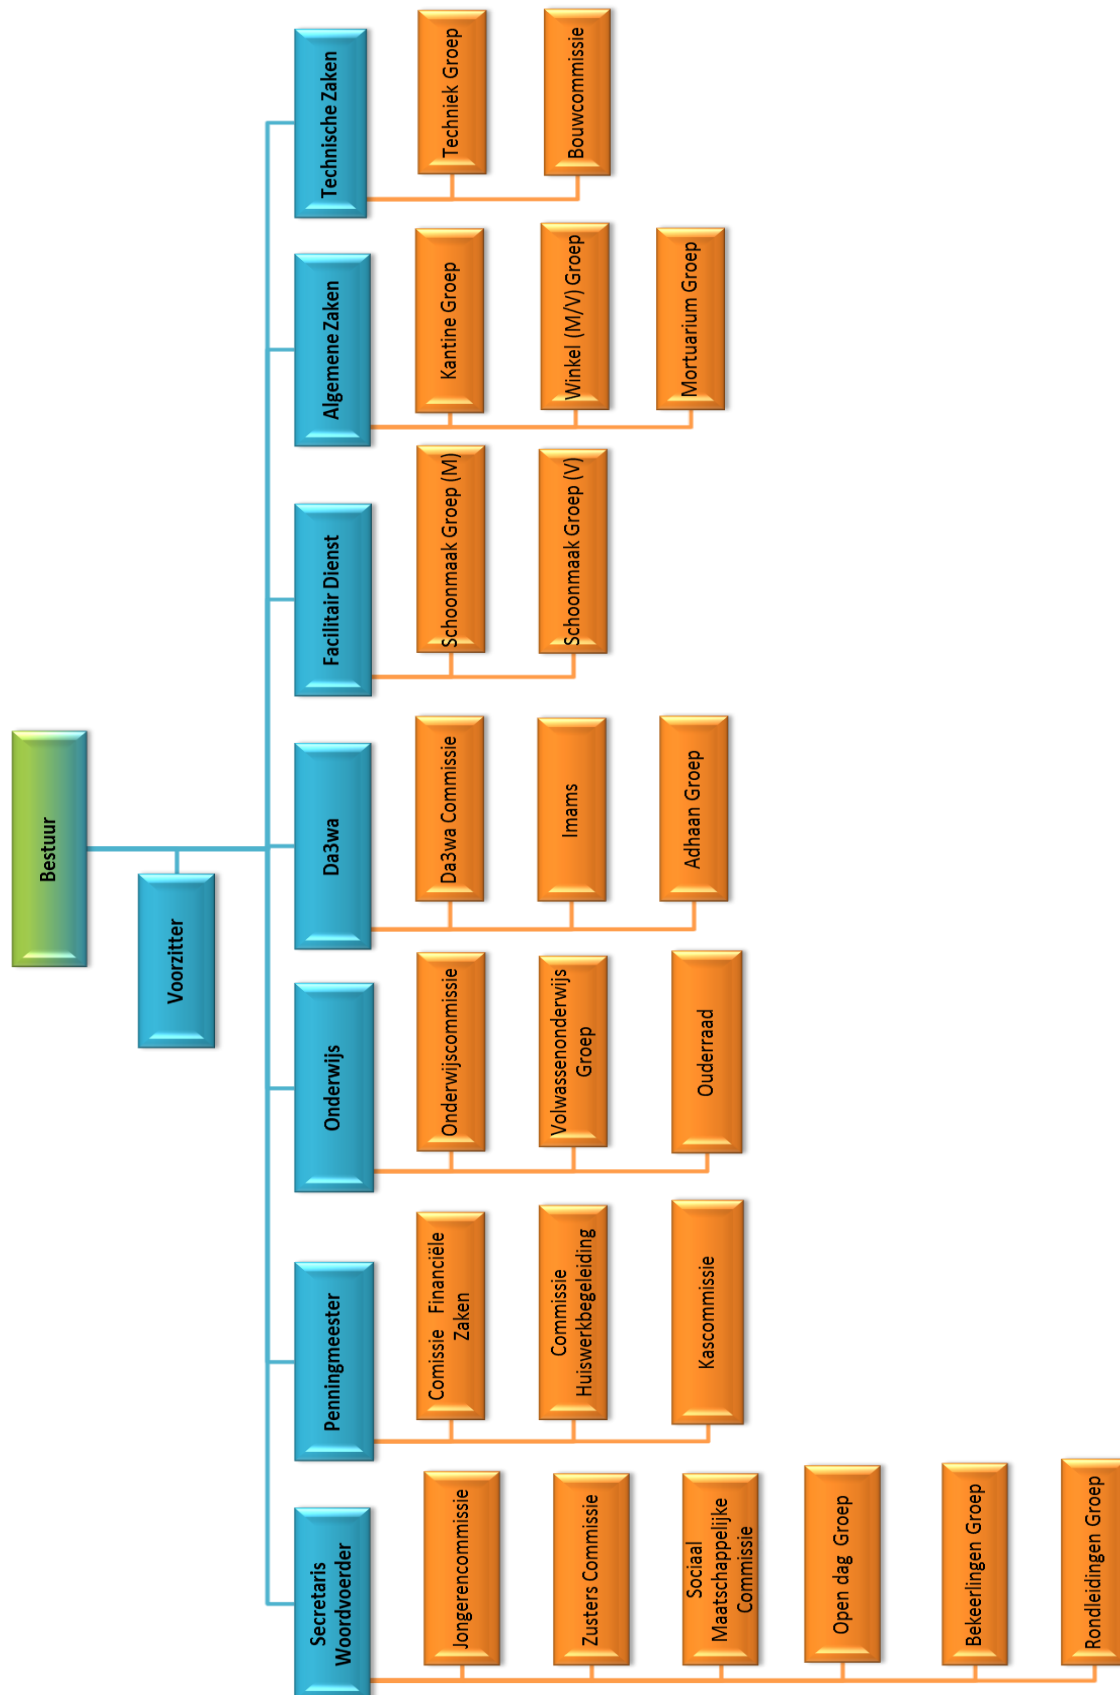 Bestuur
Voorzitter
Secretaris
Woordvoerder
Penningmeester
Onderwijs
Da3wa
Facilitair Dienst
Algemene Zaken
Technische Zaken
Jongerencommissie
Zusters Commissie
Sociaal
Maatschappelijke
Commissie
Open dag Groep
Bekeerlingen Groep
Rondleidingen Groep
Comissie Financiële
Zaken
Commissie
Huiswerkbegeleiding
Kascommissie
Onderwijscommissie
Volwassenonderwijs
Groep
Ouderraad
Da3wa Commissie
Imams
Adhaan Groep
Schoonmaak Groep (M)
Schoonmaak Groep (V)
Kantine Groep
Winkel (M/V) Groep
Mortuarium Groep
Techniek Groep
Bouwcommissie